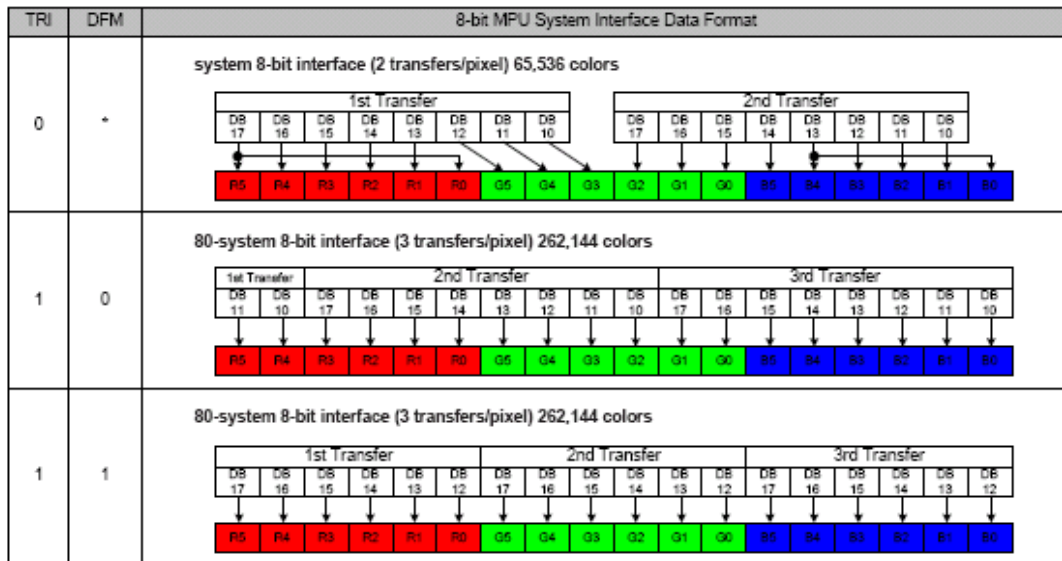 TRI DFM 8-bit MPU System Interface Data Format
system 8-bit interface (2 transfers/pixel) 65,536 colors
0 *
1st Transfer 2nd Transfer
DB DB DB DB DB DB DB DB DB DB DB DB DB DB DB DB
17 16 15 14 13 12 11 10 17 16 15 14 13 12 11 10
R5 R4 R3 R2 R1 R0 G5 G4 G3 G2 G1 G0 B5 B4 B3 B2 B1 B0
80-system 8-bit interface (3 transfers/pixel) 262,144 colors
1 0
1st Transfer 2nd Transfer 3rd Transfer
DB DB DB DB DB DB DB DB DB DB DB DB DB DB DB DB DB DB
11 10 17 16 15 14 13 12 11 10 17 16 15 14 13 12 11 10
R5 R4 R3 R2 R1 R0 G5 G4 G3 G2 G1 G0 B5 B4 B3 B2 B1 B0
80-system 8-bit interface (3 transfers/pixel) 262,144 colors
1 1
1st Transfer 2nd Transfer 3rd Transfer
DB DB DB DB DB DB DB DB DB DB DB DB DB DB DB DB DB DB
17 16 15 14 13 12 17 16 15 14 13 12 17 16 15 14 13 12
R5 R4 R3 R2 R1 R0 G5 G4 G3 G2 G1 G0 B5 B4 B3 B2 B1 B0